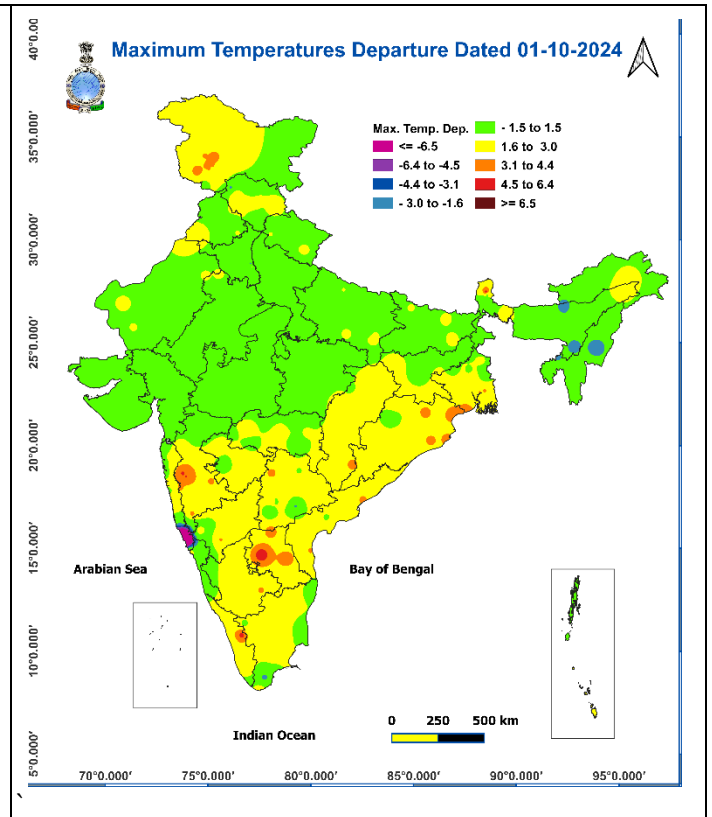 Maximum Temperatures Departure Dated 01-10-2024
Max. Temp. Dep.
<= -6.5
-6.4 to -4.5
-4.4 to -3.1
- 3.0 to -1.6
- 1.5 to 1.5
1.6 to 3.0
3.1 to 4.4
4.5 to 6.4
>= 6.5
40°0.00
35°0.000'
30°0.000'
25°0.000'
20°0.000'
15°0.000'
10°0.000'
5°0.000'
Arabian Sea
Bay of Bengal
Indian Ocean
0 250 500 km
70°0.000' 75°0.000' 80°0.000' 85°0.000' 90°0.000' 95°0.000'
`